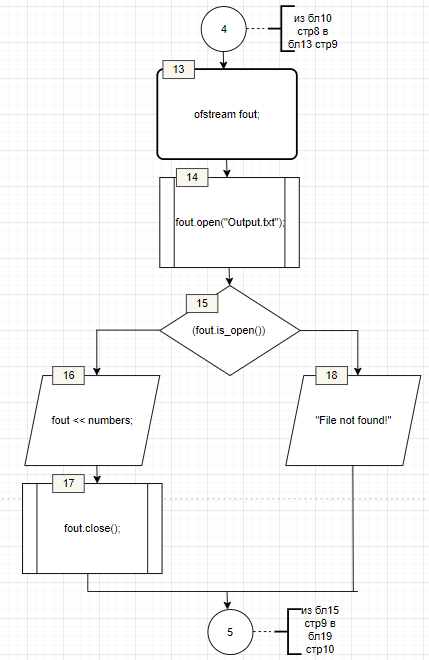 4
из бл10
стр8 в
бл13 стр9
13
ofstream fout;
14
fout.open("Output.txt");
15
(fout.is_open())
16
fout << numbers;
18
"File not found!"
17
fout.close();
5
из бл15
стр9 в
бл19
стр10